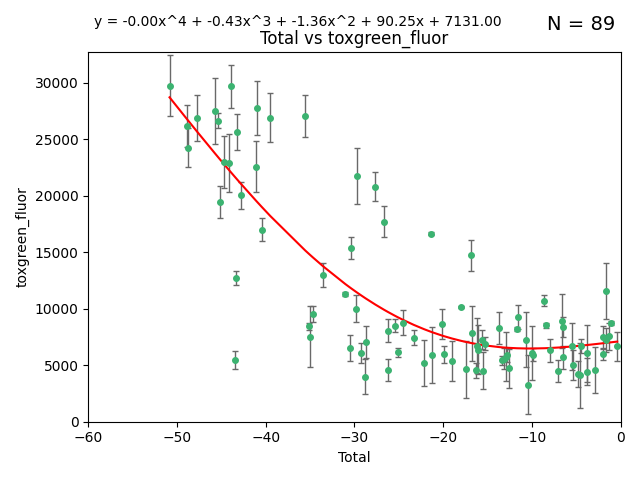 y = -0.00x^4 + -0.43x^3 + -1.36x^2 + 90.25x + 7131.00
N = 89
Total vs toxgreen_fluor
30000
25000
20000
15000
10000
5000
0
toxgreen_fluor
−60
−50
−40
−30
−20
−10
0
Total